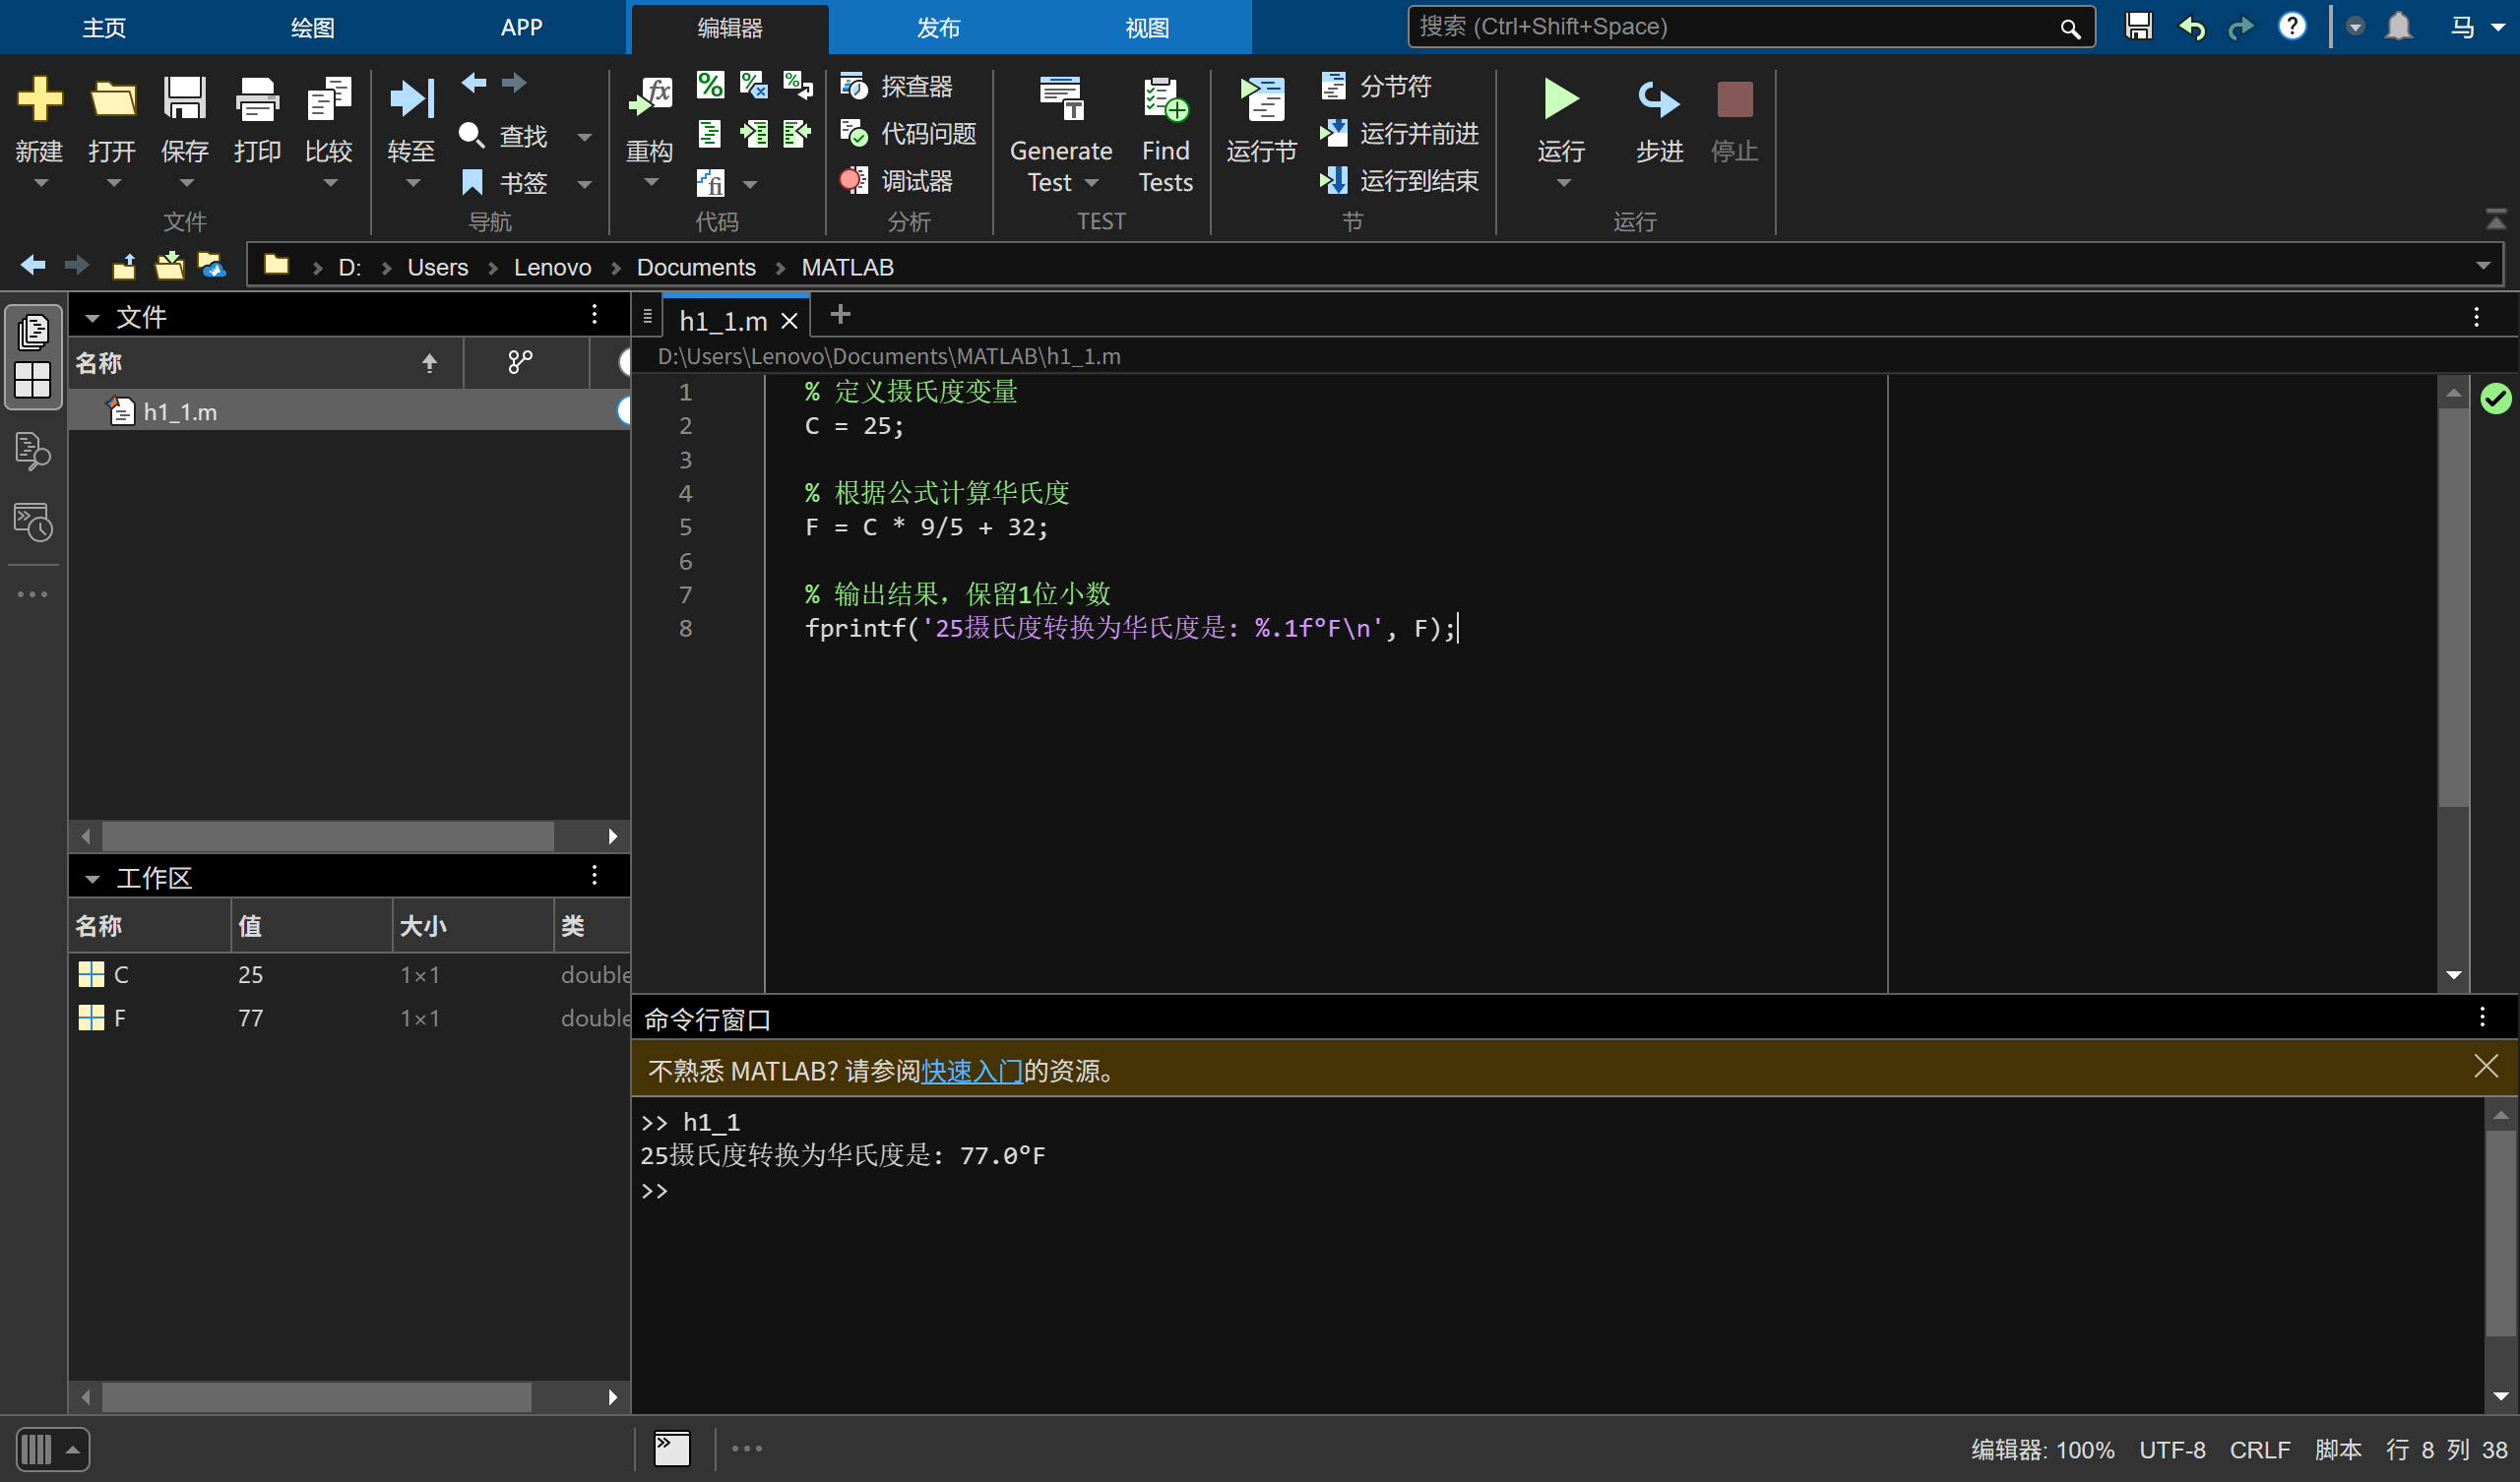 主页 绘图 APP 编辑器 发布 视图 搜索 (Ctrl+Shift+Space) 马
新建 打开 保存 打印 比较 转至 查找 书签 重构 探查器 代码问题 调试器 Generate Test Find Tests 运行节 分节符 运行并前进 运行到结束 运行 步进 停止
文件 导航 代码 分析 TEST 节 运行
D: Users Lenovo Documents MATLAB
文件
名称
h1_1.m
h1_1.m
D:\Users\Lenovo\Documents\MATLAB\h1_1.m
1 % 定义摄氏度变量
2 C = 25;
3
4 % 根据公式计算华氏度
5 F = C * 9/5 + 32;
6
7 % 输出结果，保留1位小数
8 fprintf('25摄氏度转换为华氏度是: %.1f°F\n', F);
工作区
名称 值 大小 类
C 25 1×1 double
F 77 1×1 double
命令行窗口
不熟悉 MATLAB? 请参阅快速入门的资源。
>> h1_1
25摄氏度转换为华氏度是: 77.0°F
>>
编辑器: 100% UTF-8 CRLF 脚本 行 8 列 38